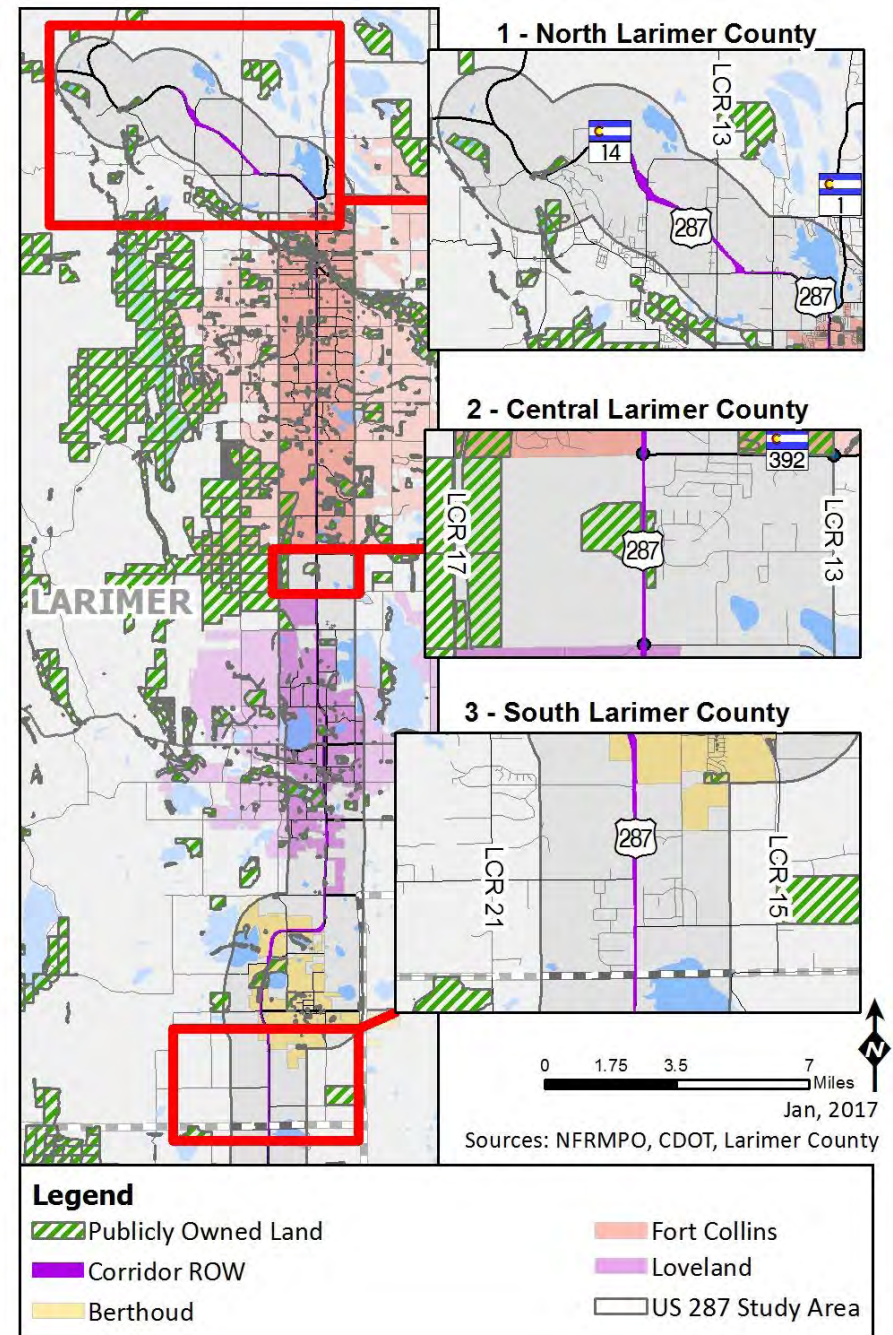 1 - North Larimer County
LCR-13
14
1
287
287
2 - Central Larimer County
392
LCR-17
LCR-13
287
LARIMER
3 - South Larimer County
287
LCR-21
LCR-15
N
0 1.75 3.5 7
Miles
Jan, 2017
Sources: NFRMPO, CDOT, Larimer County
Legend
Publicly Owned Land
Corridor ROW
Berthoud
Fort Collins
Loveland
US 287 Study Area